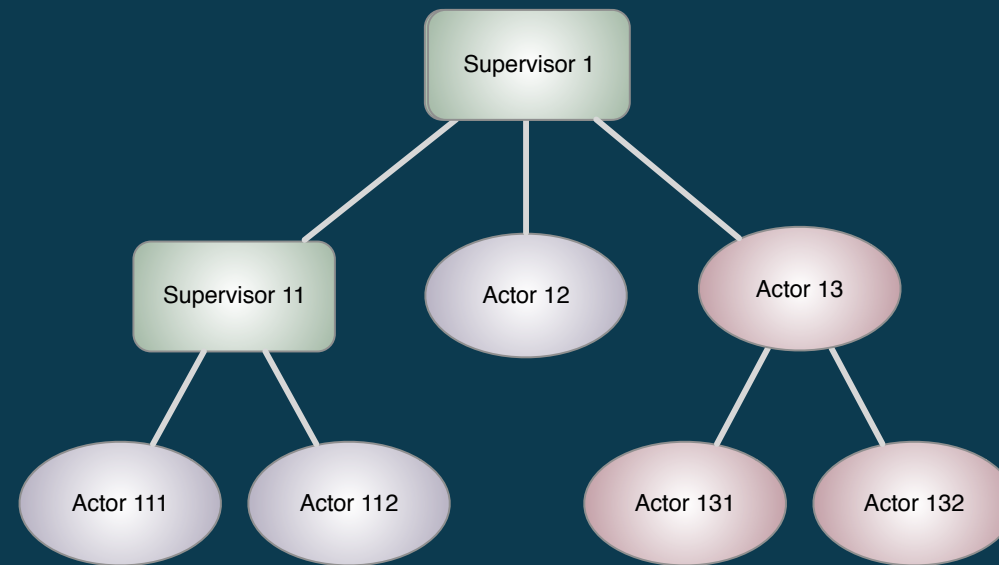 Supervisor 1
Supervisor 11
Actor 12
Actor 13
Actor 111
Actor 112
Actor 131
Actor 132